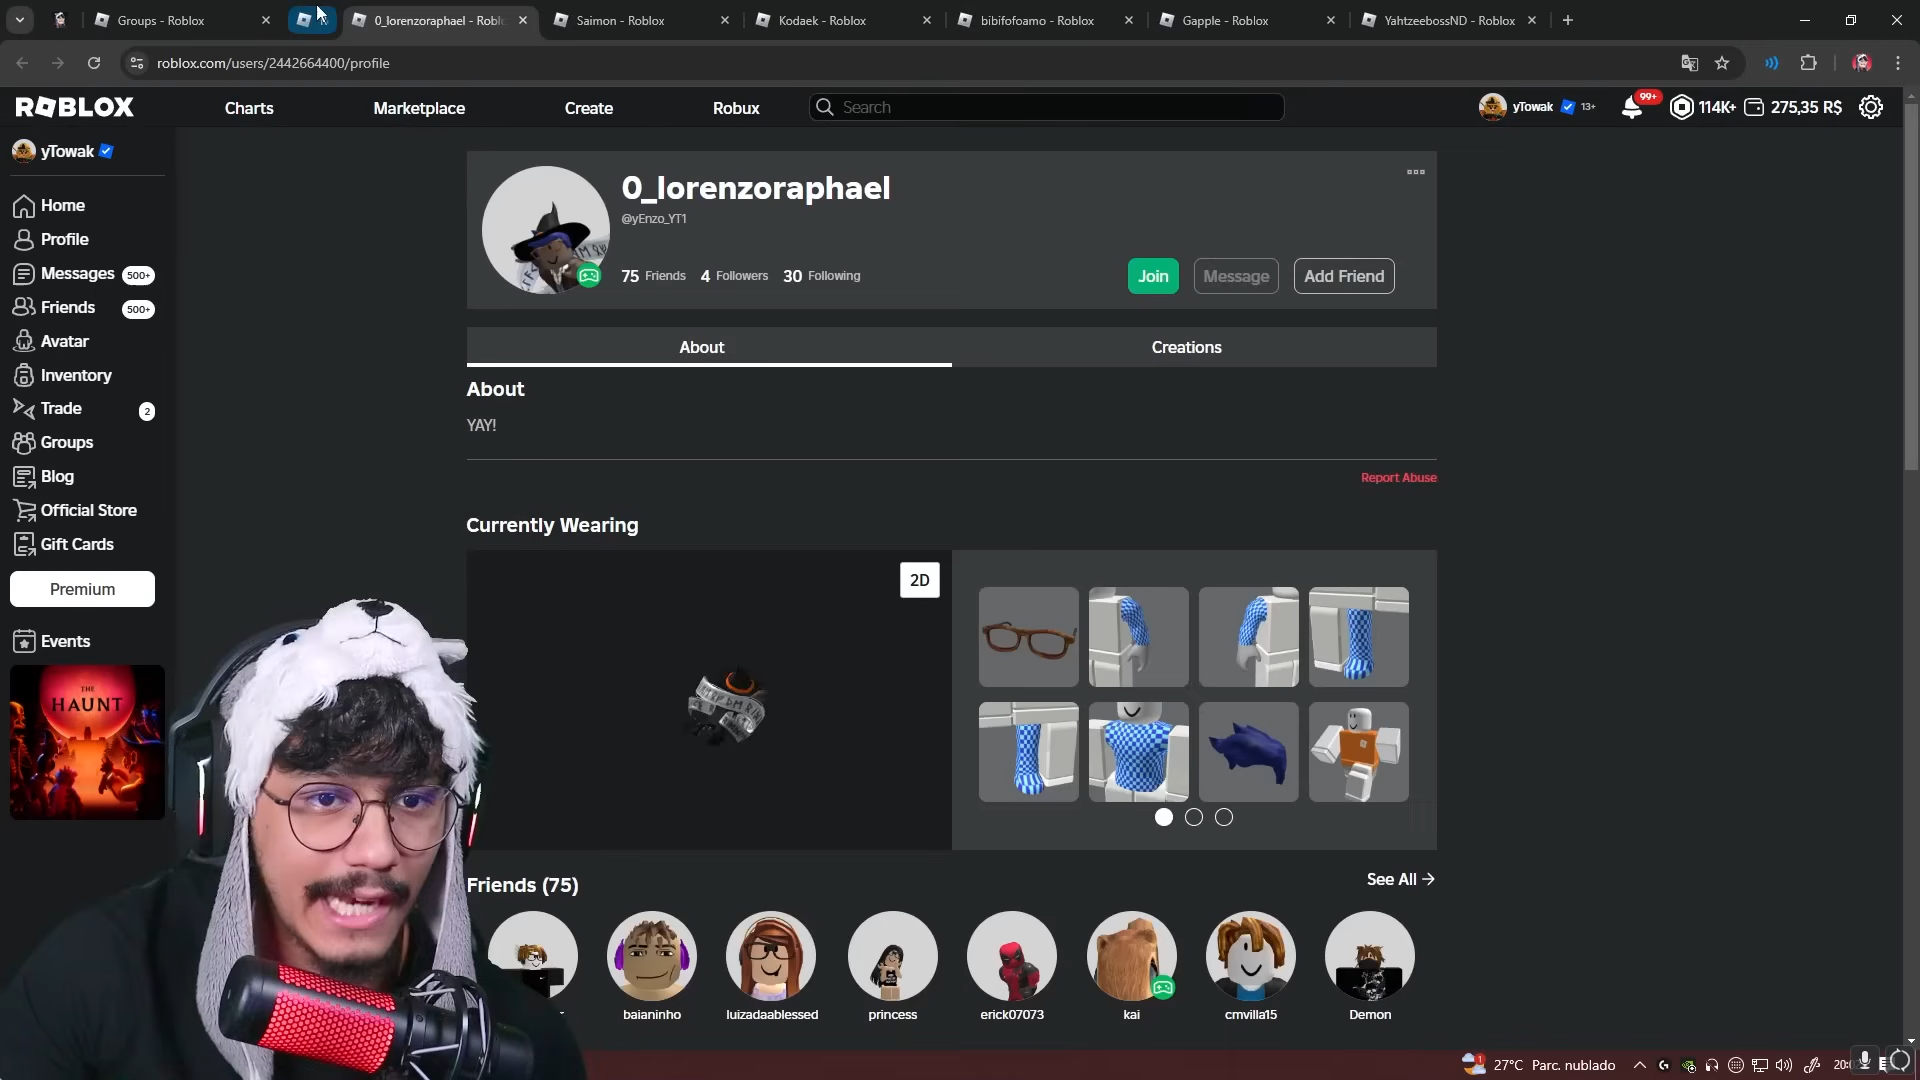 Groups - Roblox
0_lorenzoraphael - Roblo
Saimon - Roblox
Kodaek - Roblox
bibifofoamo - Roblox
Gapple - Roblox
YahtzeebossND - Roblox
roblox.com/users/2442664400/profile
ROBLOX
Charts
Marketplace
Create
Robux
Search
yTowak
13+
99+
114K+
275,35 R$
yTowak
Home
Profile
Messages 500+
Friends 500+
Avatar
Inventory
Trade 2
Groups
Blog
Official Store
Gift Cards
Premium
Events
THE
HAUNT
0_lorenzoraphael
@yEnzo_YT1
75 Friends 4 Followers 30 Following
Join
Message
Add Friend
About
Creations
About
YAY!
Report Abuse
Currently Wearing
2D
Friends (75)
See All
baianinho
luizadaablessed
princess
erick07073
kai
cmvilla15
Demon
1
27°C Parc. nublado